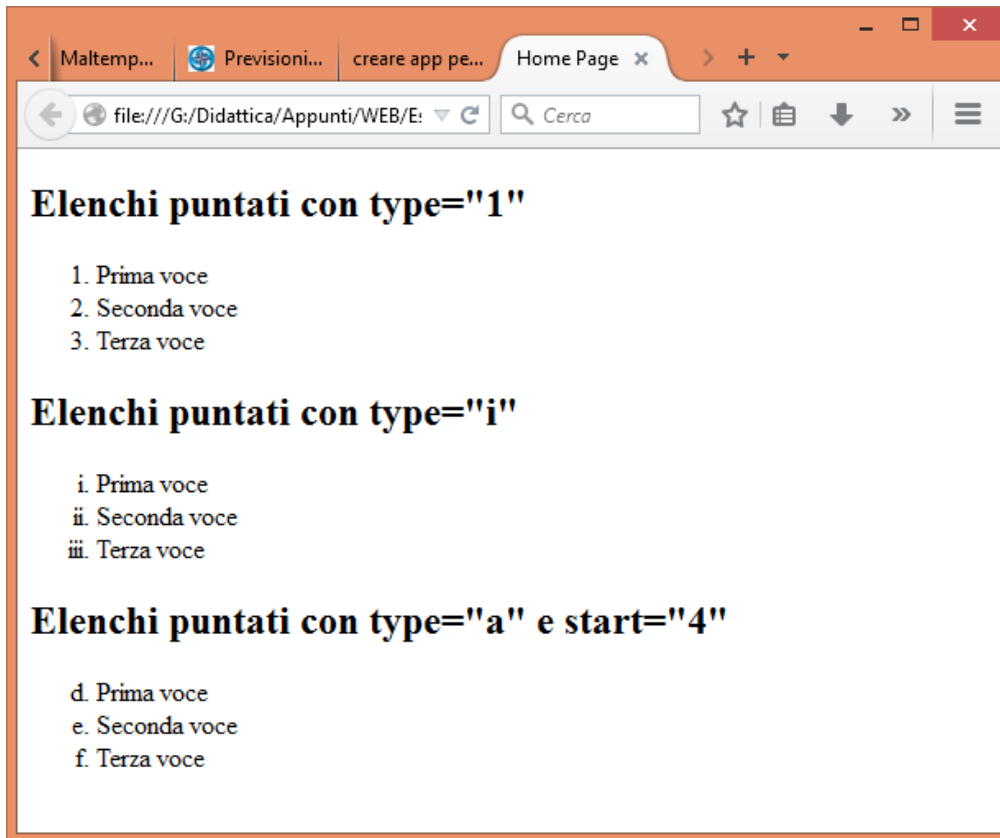 Maltemp... Previsioni... creare app pe... Home Page
file:///G:/Didattica/Appunti/WEB/E: Cerca
Elenchi puntati con type="1"
1. Prima voce
2. Seconda voce
3. Terza voce
Elenchi puntati con type="i"
i. Prima voce
ii. Seconda voce
iii. Terza voce
Elenchi puntati con type="a" e start="4"
d. Prima voce
e. Seconda voce
f. Terza voce